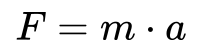 F = m · a